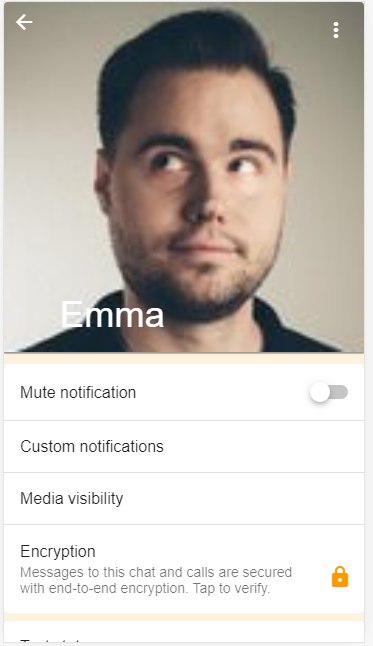 Emma
Mute notification
Custom notifications
Media visibility
Encryption
Messages to this chat and calls are secured
with end-to-end encryption. Tap to verify.